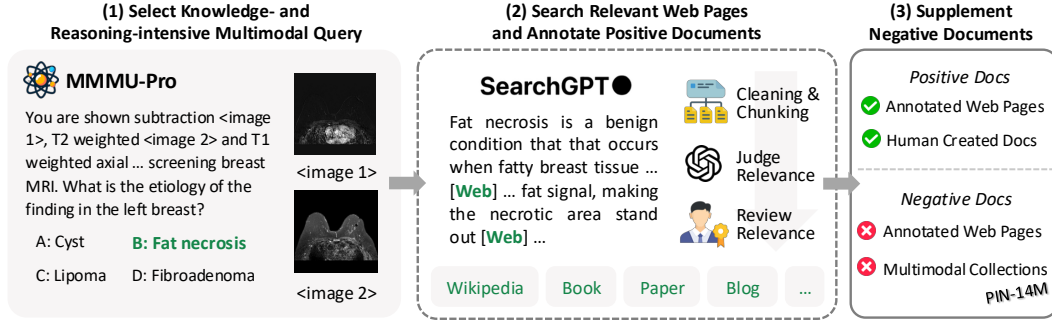 (1) Select Knowledge- and
Reasoning-intensive Multimodal Query
MMMU-Pro
You are shown subtraction <image
1>, T2 weighted <image 2> and T1
weighted axial ... screening breast
MRI. What is the etiology of the
finding in the left breast?
A: Cyst
B: Fat necrosis
C: Lipoma
D: Fibroadenoma
<image 1>
<image 2>
(2) Search Relevant Web Pages
and Annotate Positive Documents
SearchGPT
Fat necrosis is a benign
condition that that occurs
when fatty breast tissue ...
[Web] ... fat signal, making
the necrotic area stand
out [Web] ...
Cleaning &
Chunking
Judge
Relevance
Review
Relevance
Wikipedia
Book
Paper
Blog
...
(3) Supplement
Negative Documents
Positive Docs
Annotated Web Pages
Human Created Docs
Negative Docs
Annotated Web Pages
Multimodal Collections
PIN-14M